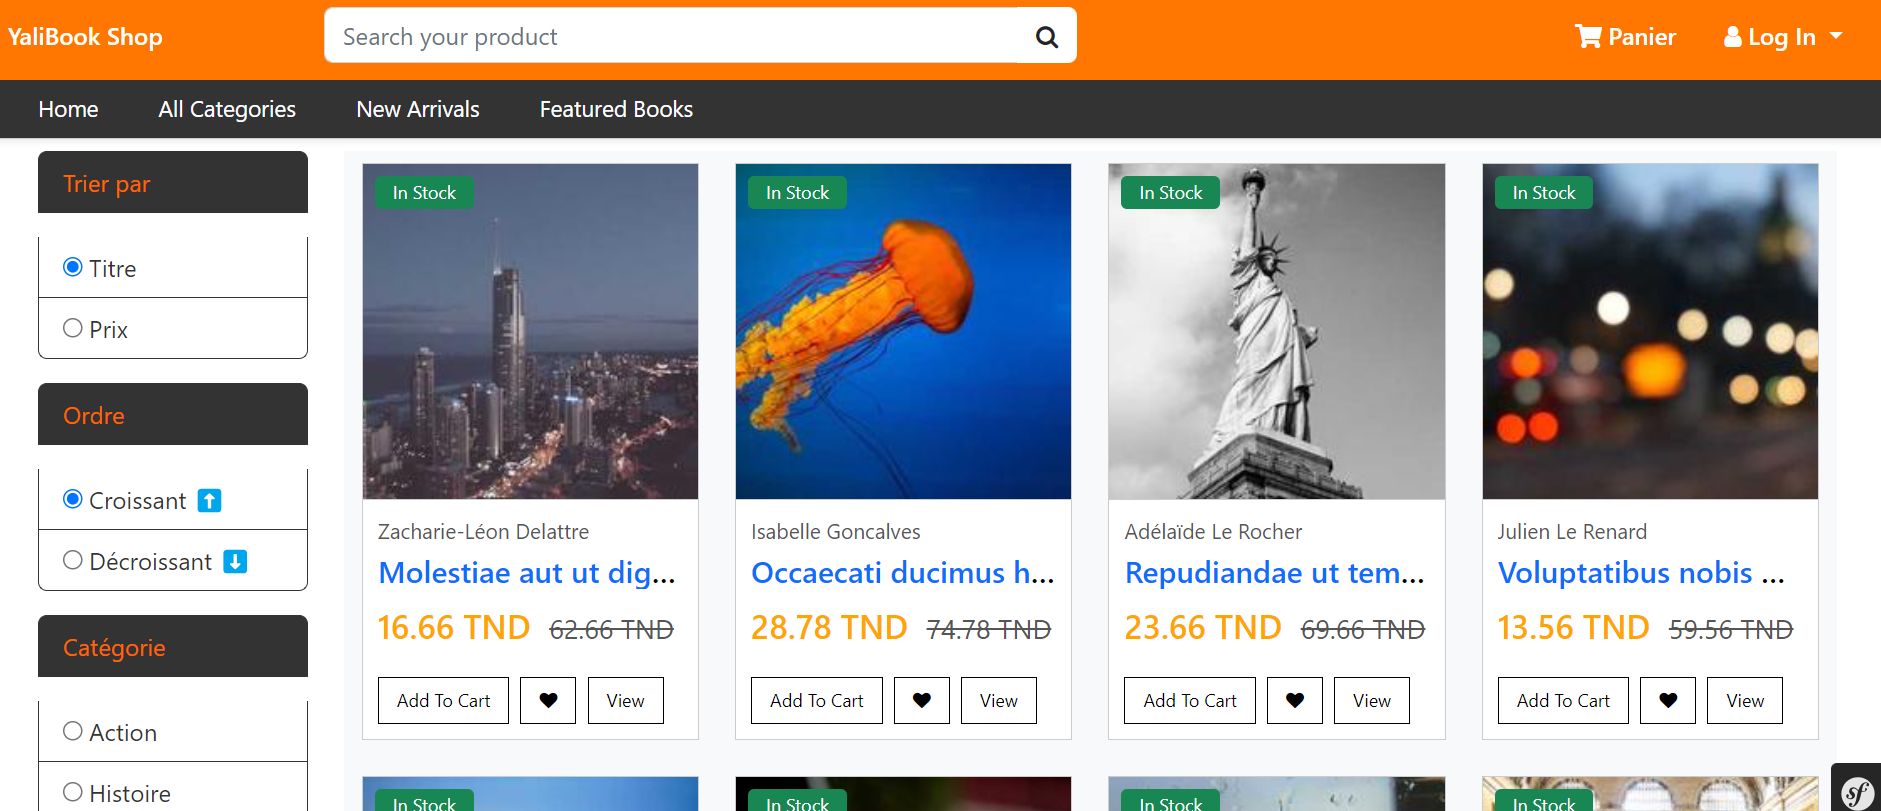 YaliBook Shop
Search your product
Panier
Log In
Home
All Categories
New Arrivals
Featured Books
Trier par
Titre
Prix
Ordre
Croissant
Décroissant
Catégorie
Action
Histoire
In Stock
Zacharie-Léon Delattre
Molestiae aut ut dig...
16.66 TND 62.66 TND
Add To Cart
View
In Stock
Isabelle Goncalves
Occaecati ducimus h...
28.78 TND 74.78 TND
Add To Cart
View
In Stock
Adélaïde Le Rocher
Repudiandae ut tem...
23.66 TND 69.66 TND
Add To Cart
View
In Stock
Julien Le Renard
Voluptatibus nobis ...
13.56 TND 59.56 TND
Add To Cart
View
In Stock
In Stock
In Stock
In Stock
sf